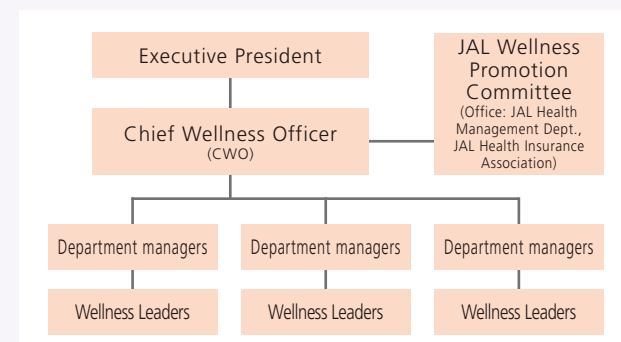 Executive President
JAL Wellness
Promotion
Committee
(Office: JAL Health
Management Dept.,
JAL Health Insurance
Association)
Chief Wellness Officer
(CWO)
Department managers
Department managers
Department managers
Wellness Leaders
Wellness Leaders
Wellness Leaders